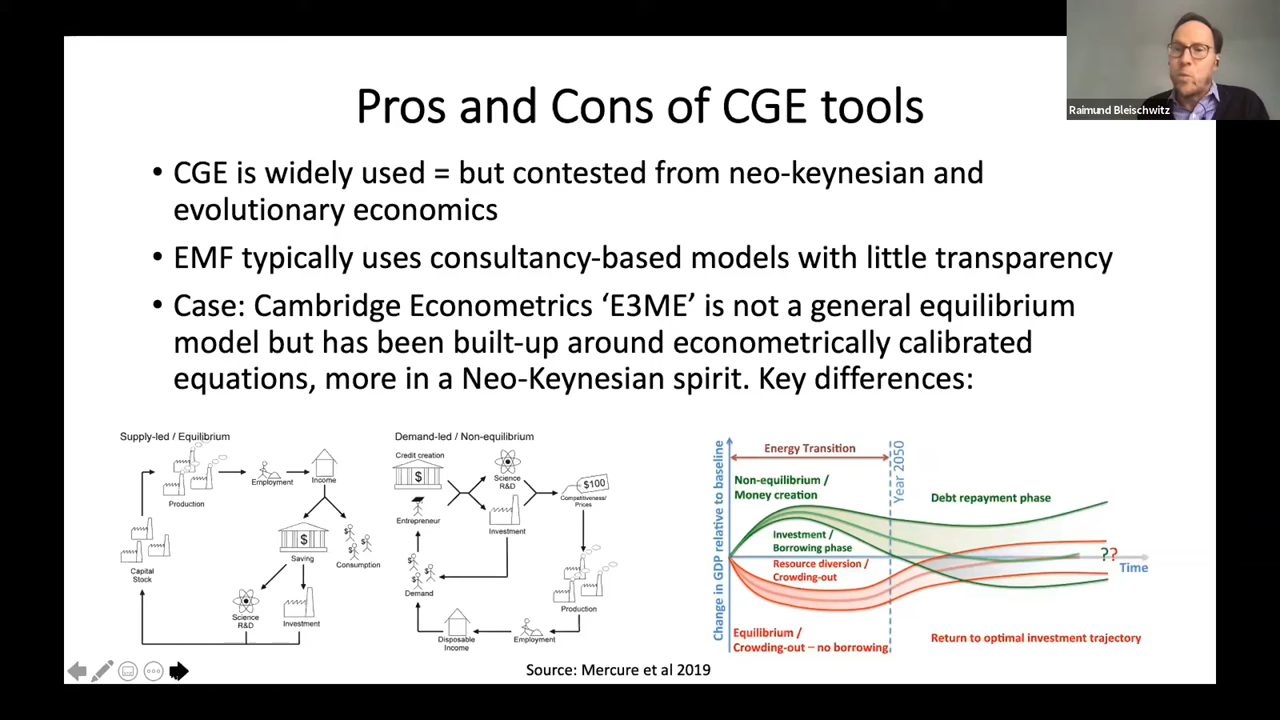 Raimund Bleischwitz
Pros and Cons of CGE tools
• CGE is widely used = but contested from neo-keynesian and
evolutionary economics
• EMF typically uses consultancy-based models with little transparency
• Case: Cambridge Econometrics ‘E3ME’ is not a general equilibrium
model but has been built-up around econometrically calibrated
equations, more in a Neo-Keynesian spirit. Key differences:
Supply-led / Equilibrium
Production
Employment
Income
$
Saving
Consumption
Capital
Stock
Science
R&D
Investment
Demand-led / Non-equilibrium
Credit creation
$
Science
R&D
$100
Competitiveness/
Prices
Entrepreneur
Investment
Demand
Production
Disposable
Income
Employment
Change in GDP relative to baseline
Energy Transition
Year 2050
Non-equilibrium /
Money creation
Debt repayment phase
Investment /
Borrowing phase
Resource diversion /
Crowding-out
??
Time
Equilibrium /
Crowding-out – no borrowing
Return to optimal investment trajectory
Source: Mercure et al 2019